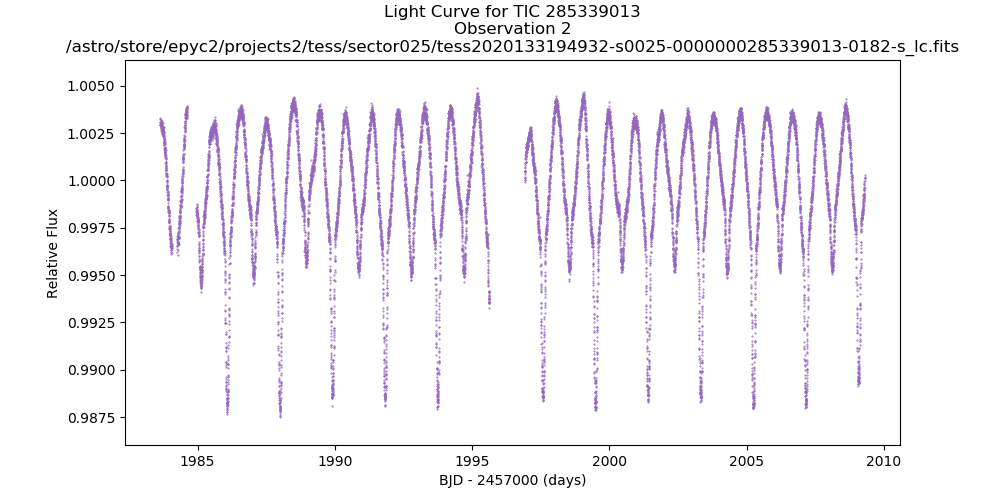 Light Curve for TIC 285339013
Observation 2
/astro/store/epyc2/projects2/tess/sector025/tess2020133194932-s0025-0000000285339013-0182-s_lc.fits
1.0050
1.0025
1.0000
0.9975
0.9950
0.9925
0.9900
0.9875
Relative Flux
1985
1990
1995
2000
2005
2010
BJD - 2457000 (days)